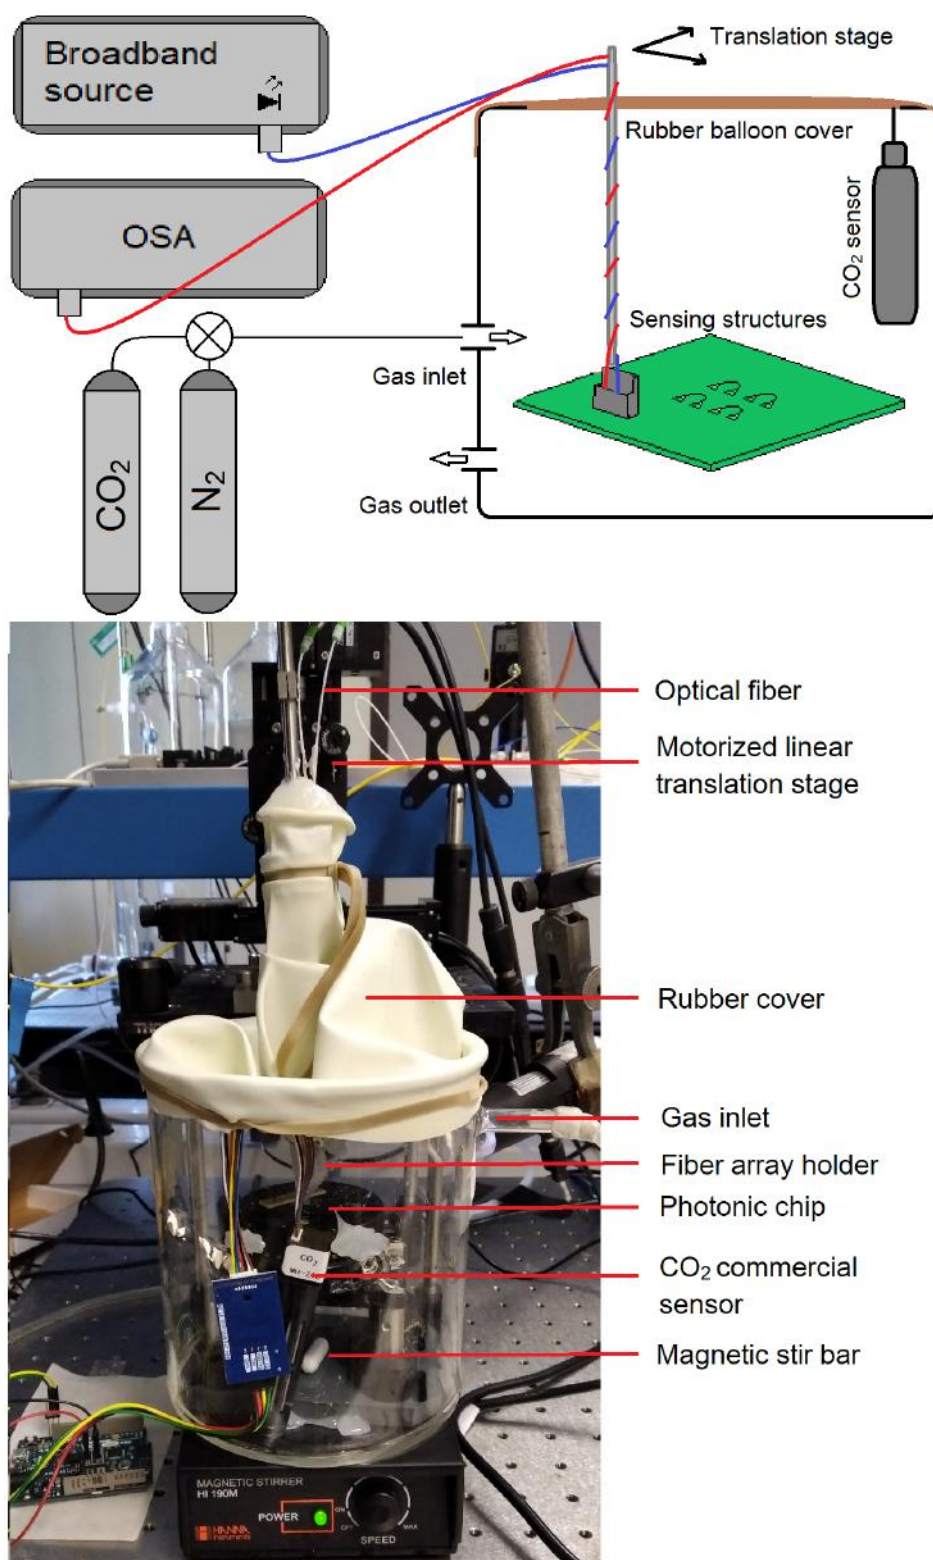 Broadband
source
Translation stage
Rubber balloon cover
OSA
CO₂ sensor
Sensing structures
Gas inlet
CO₂
N₂
Gas outlet
Optical fiber
Motorized linear
translation stage
Rubber cover
Gas inlet
Fiber array holder
Photonic chip
CO₂
CO₂ commercial
sensor
Magnetic stir bar
MAGNETIC STIRRER
HI 190M
POWER
ON
OFF
MAX
SPEED
HANNA
instruments